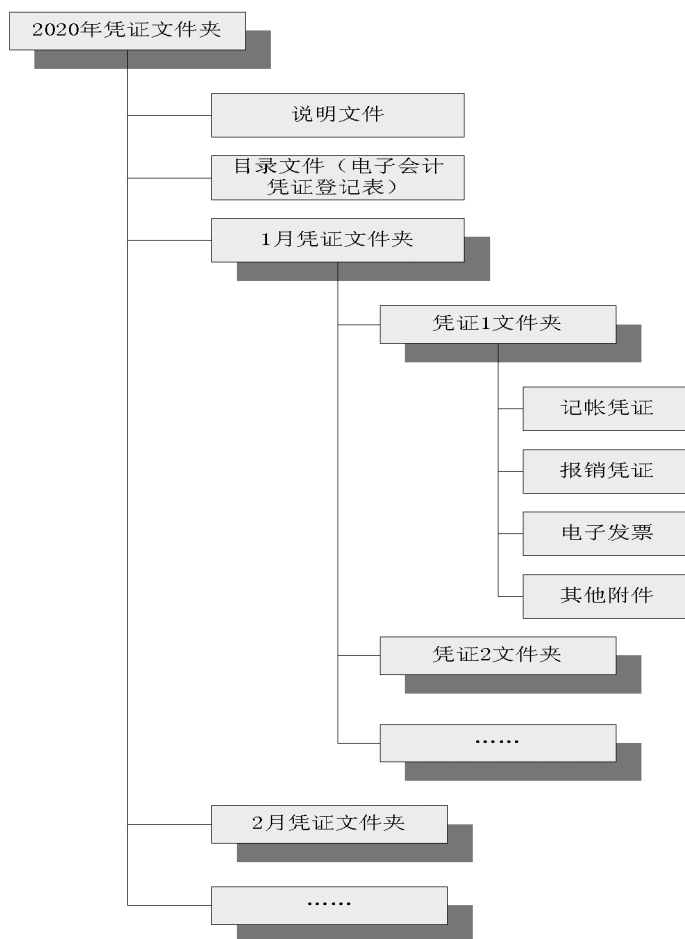 2020年凭证文件夹
说明文件
目录文件（电子会计
凭证登记表）
1月凭证文件夹
凭证1文件夹
记帐凭证
报销凭证
电子发票
其他附件
凭证2文件夹
……
2月凭证文件夹
……